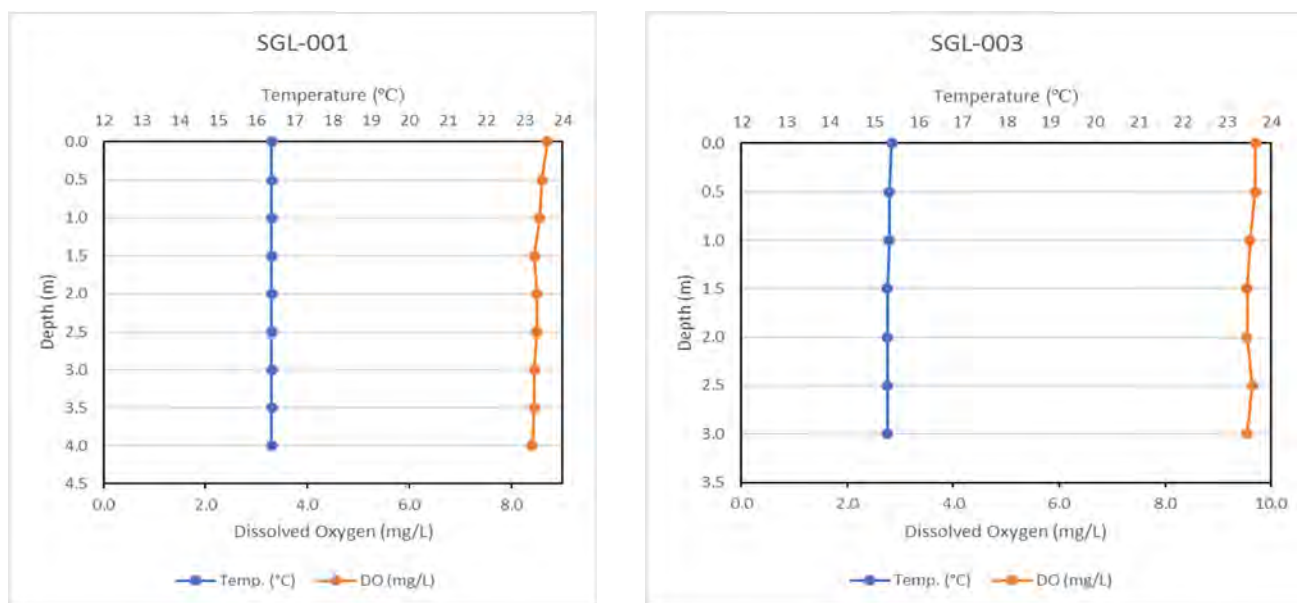 SGL-001
Temperature (°C)
12 13 14 15 16 17 18 19 20 21 22 23 24
0.0
0.5
1.0
1.5
2.0
2.5
3.0
3.5
4.0
4.5
Depth (m)
0.0 2.0 4.0 6.0 8.0
Dissolved Oxygen (mg/L)
Temp. (°C) DO (mg/L)
SGL-003
Temperature (°C)
12 13 14 15 16 17 18 19 20 21 22 23 24
0.0
0.5
1.0
1.5
2.0
2.5
3.0
3.5
Depth (m)
0.0 2.0 4.0 6.0 8.0 10.0
Dissolved Oxygen (mg/L)
Temp. (°C) DO (mg/L)